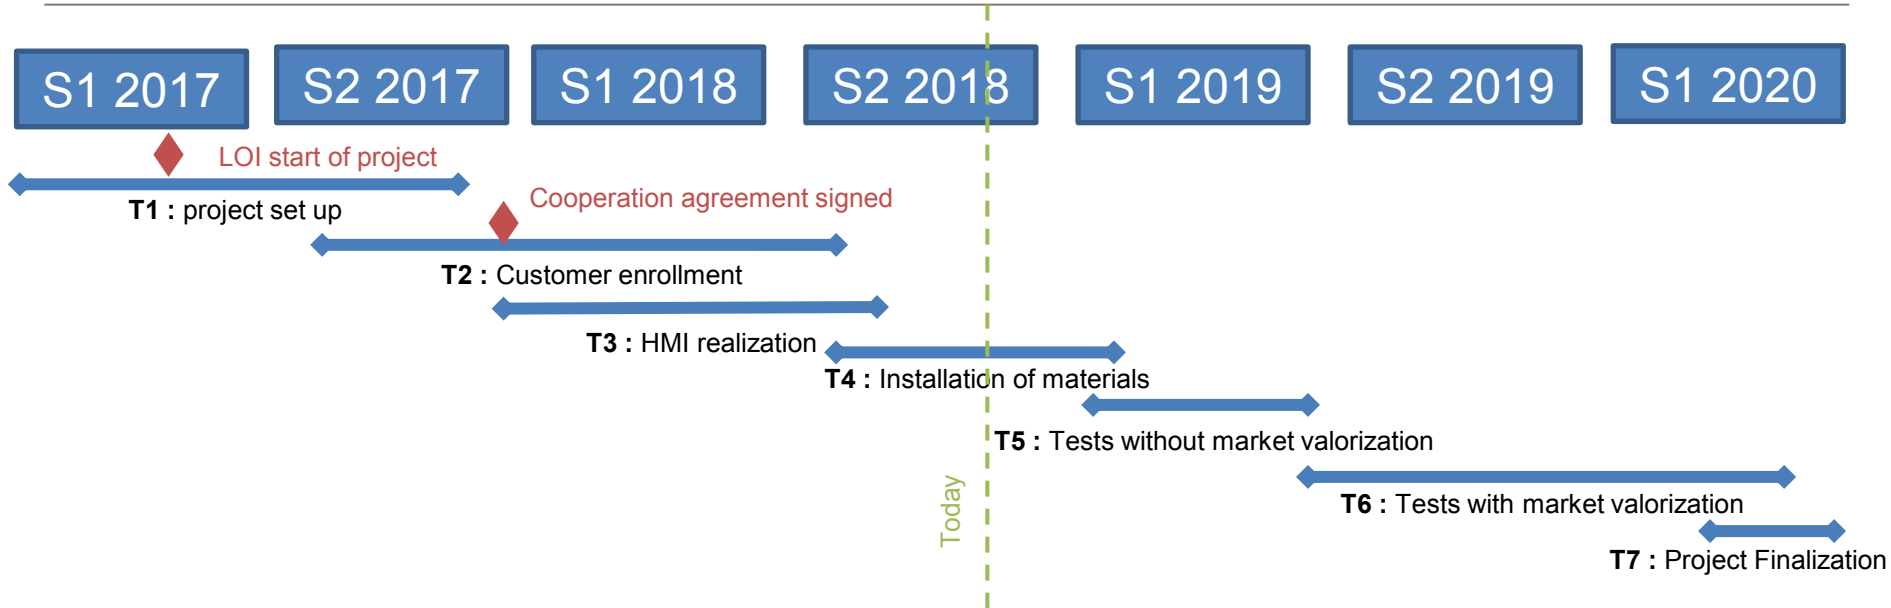 S1 2017
S2 2017
S1 2018
S2 2018
S1 2019
S2 2019
S1 2020
LOI start of project
T1 : project set up
Cooperation agreement signed
T2 : Customer enrollment
T3 : HMI realization
T4 : Installation of materials
T5 : Tests without market valorization
Today
T6 : Tests with market valorization
T7 : Project Finalization